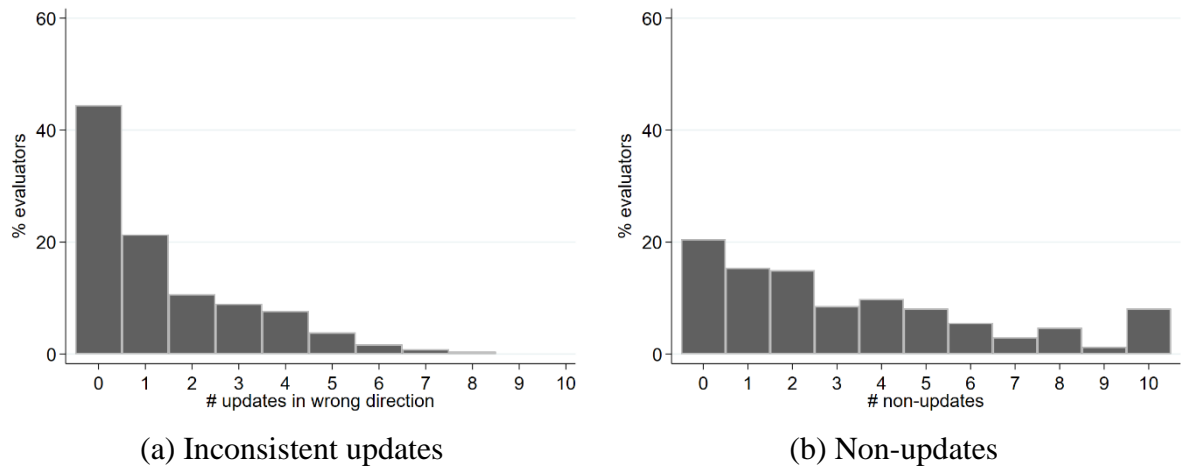 60
40
20
0
% evaluators
0 1 2 3 4 5 6 7 8 9 10
# updates in wrong direction
(a) Inconsistent updates
60
40
20
0
% evaluators
0 1 2 3 4 5 6 7 8 9 10
# non-updates
(b) Non-updates